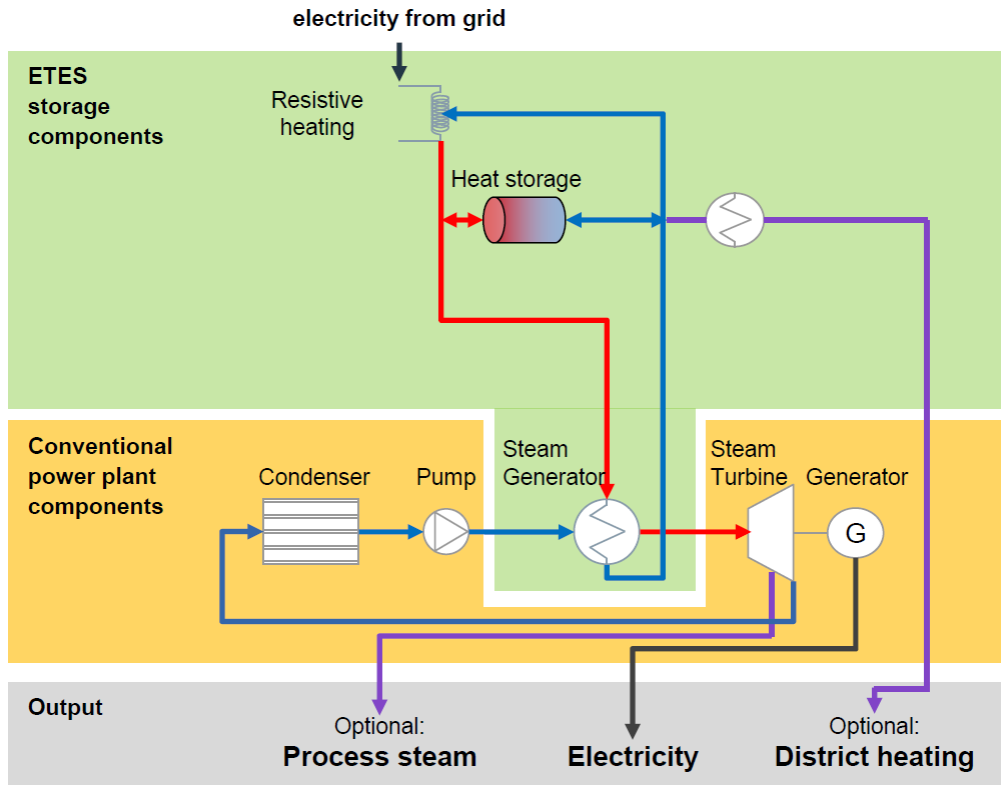 electricity from grid
ETES
storage
components
Resistive
heating
Heat storage
Conventional
power plant
components
Condenser
Pump
Steam
Generator
Steam
Turbine
Generator
G
Output
Optional:
Process steam
Electricity
Optional:
District heating